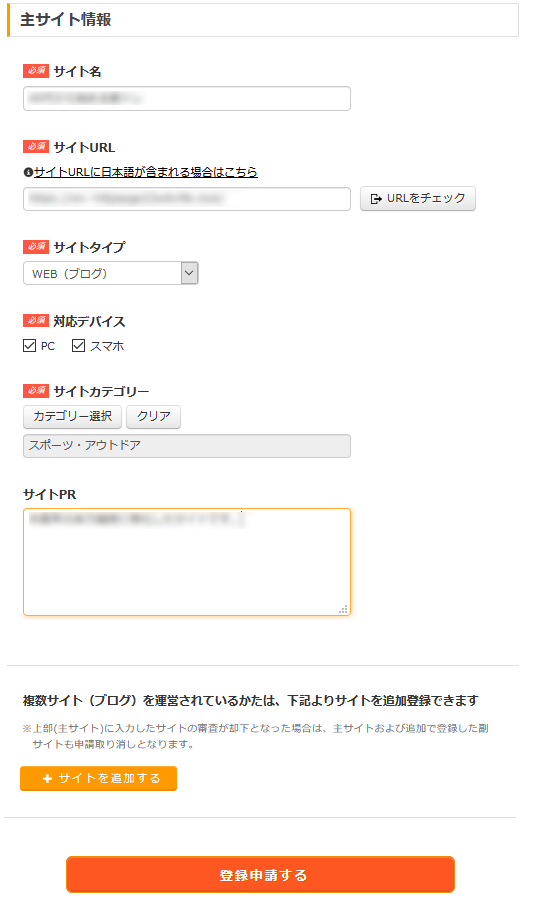 主サイト情報
必須 サイト名
必須 サイトURL
サイトURLに日本語が含まれる場合はこちら
URLをチェック
必須 サイトタイプ
WEB（ブログ）
必須 対応デバイス
PC スマホ
必須 サイトカテゴリー
カテゴリー選択 クリア
スポーツ・アウトドア
サイトPR
複数サイト（ブログ）を運営されているかたは、下記よりサイトを追加登録できます
※上部(主サイト)に入力したサイトの審査が却下となった場合は、主サイトおよび追加で登録した副
サイトも申請取り消しとなります。
サイトを追加する
登録申請する